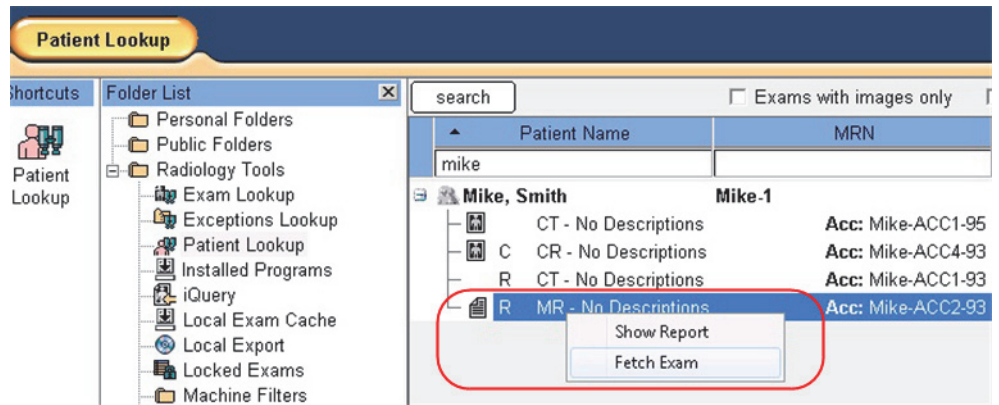 Patient Lookup
Shortcuts
Patient
Lookup
Folder List
Personal Folders
Public Folders
Radiology Tools
Exam Lookup
Exceptions Lookup
Patient Lookup
Installed Programs
iQuery
Local Exam Cache
Local Export
Locked Exams
Machine Filters
search
Exams with images only
Patient Name MRN
mike
Mike, Smith Mike-1
CT - No Descriptions Acc: Mike-ACC1-95
C CR - No Descriptions Acc: Mike-ACC4-93
R CT - No Descriptions Acc: Mike-ACC1-93
R MR - No Descriptions Acc: Mike-ACC2-93
Show Report
Fetch Exam